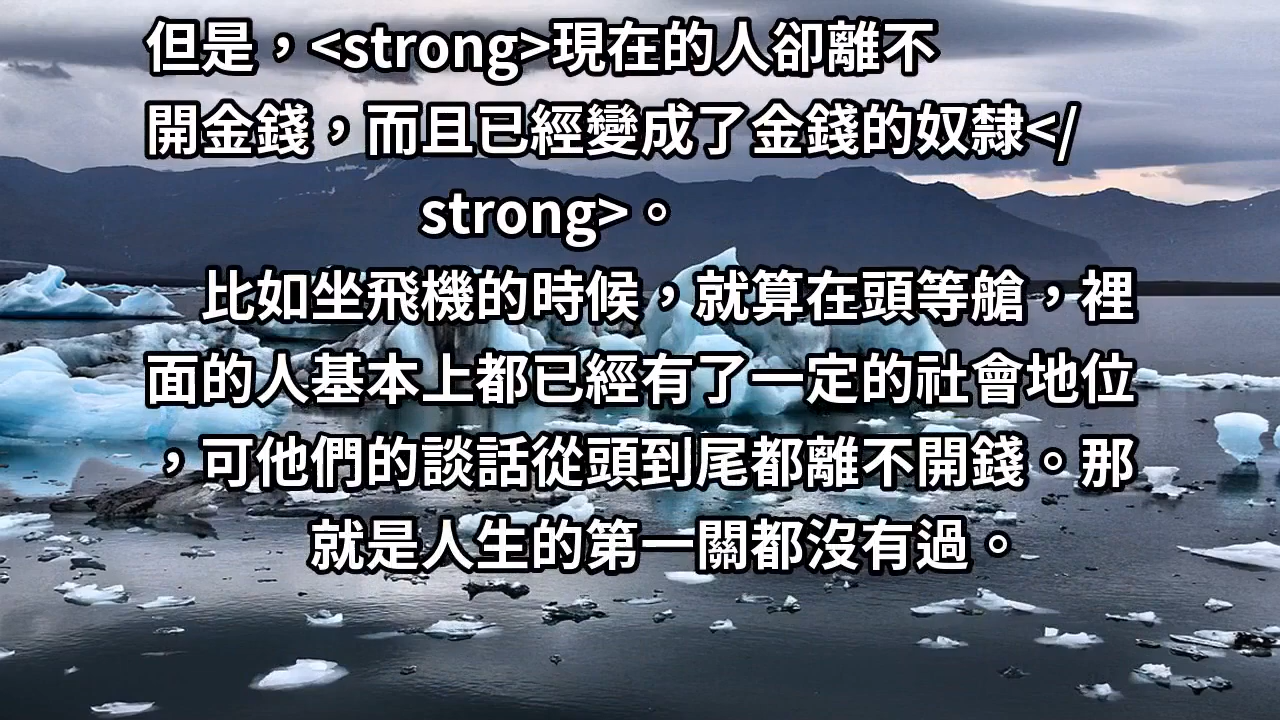 但是，<strong>現在的人卻離不
開金錢，而且已經變成了金錢的奴隸</
strong>。
比如坐飛機的時候，就算在頭等艙，裡
面的人基本上都已經有了一定的社會地位
，可他們的談話從頭到尾都離不開錢。那
就是人生的第一關都沒有過。